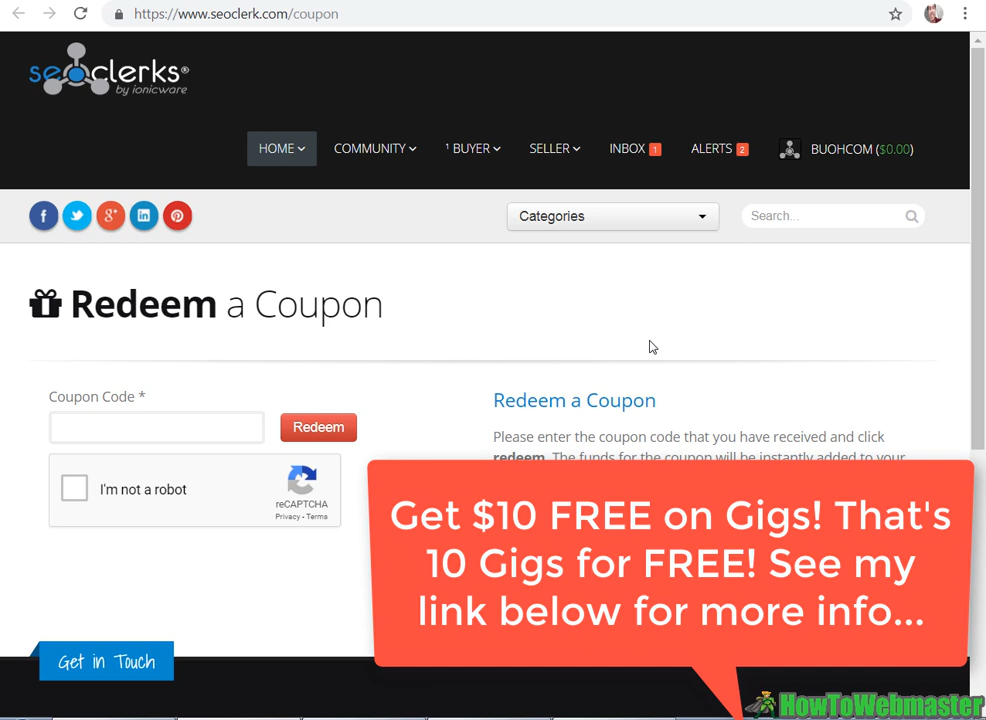 https://www.seoclerk.com/coupon
seoclerks®
by ionicware
HOME
COMMUNITY
1 BUYER
SELLER
INBOX 1
ALERTS 2
BUOHCOM ($0.00)
Categories
Search...
Redeem a Coupon
Coupon Code *
Redeem
I'm not a robot
reCAPTCHA
Privacy - Terms
Redeem a Coupon
Please enter the coupon code that you have received and click
redeem. The funds for the coupon will be instantly added to your
Get $10 FREE on Gigs! That's
10 Gigs for FREE! See my
link below for more info...
Get in Touch
HowToWebmaster